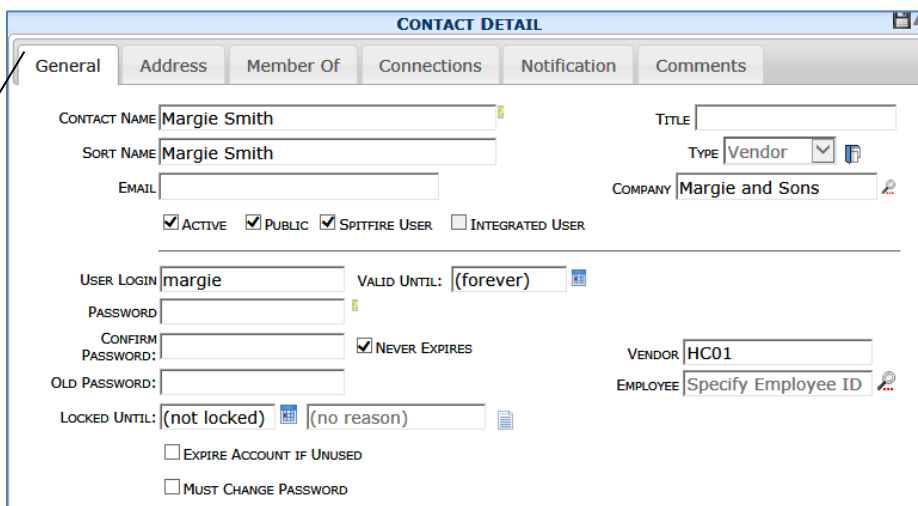 CONTACT DETAIL
General Address Member Of Connections Notification Comments
CONTACT NAME Margie Smith TITLE
SORT NAME Margie Smith TYPE Vendor
EMAIL COMPANY Margie and Sons
ACTIVE PUBLIC SPITFIRE USER INTEGRATED USER
USER LOGIN margie VALID UNTIL: (forever)
PASSWORD
CONFIRM
PASSWORD: NEVER EXPIRES VENDOR HC01
OLD PASSWORD: EMPLOYEE Specify Employee ID
LOCKED UNTIL: (not locked) (no reason)
EXPIRE ACCOUNT IF UNUSED
MUST CHANGE PASSWORD